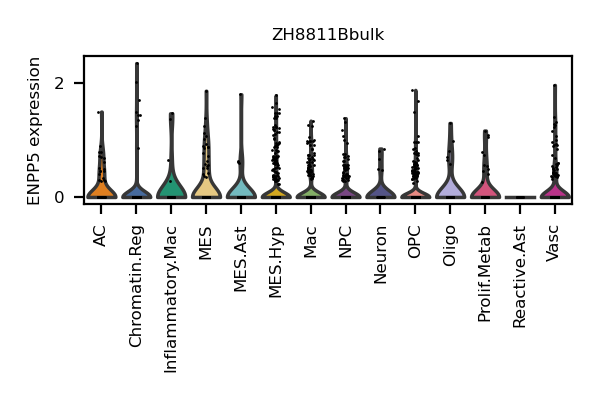 ZH8811Bbulk
ENPP5 expression
2
0
AC
Chromatin.Reg
Inflammatory.Mac
MES
MES.Ast
MES.Hyp
Mac
NPC
Neuron
OPC
Oligo
Prolif.Metab
Reactive.Ast
Vasc